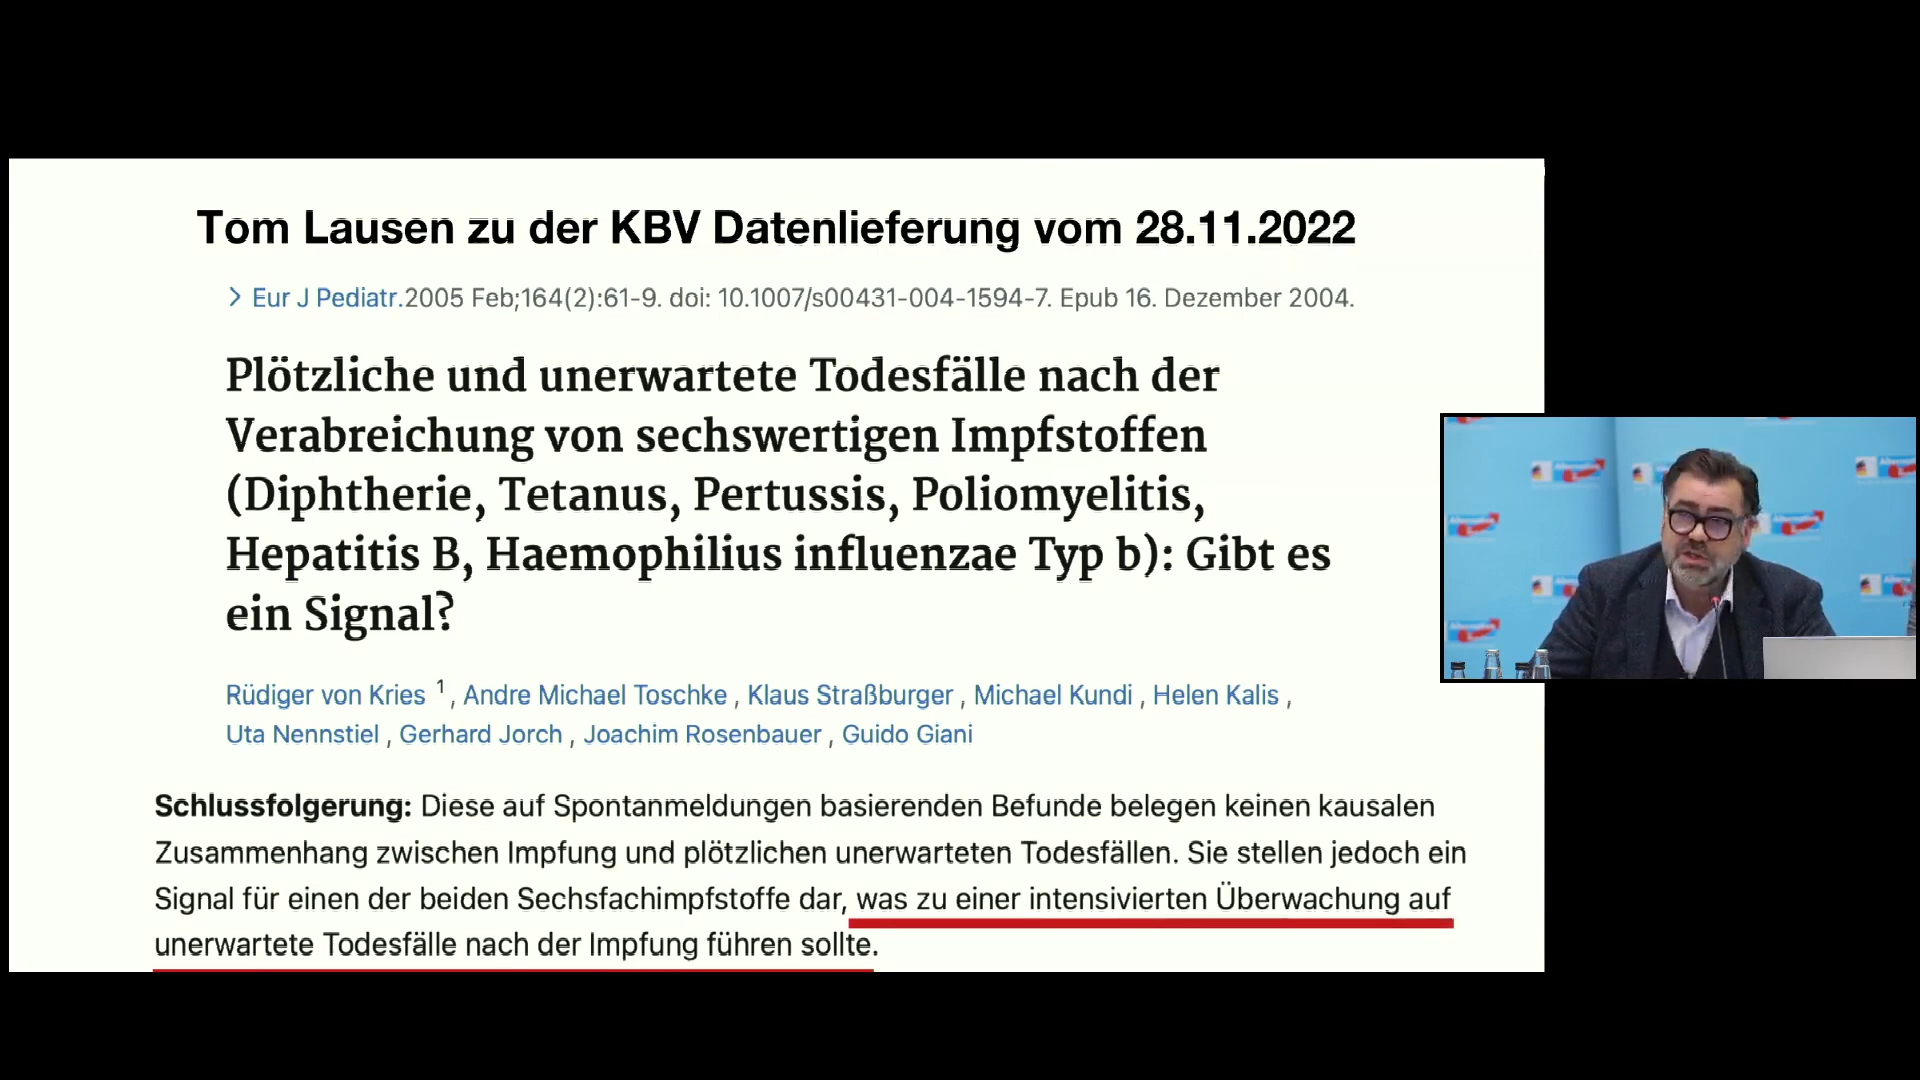 Tom Lausen zu der KBV Datenlieferung vom 28.11.2022
> Eur J Pediatr.2005 Feb;164(2):61-9. doi: 10.1007/s00431-004-1594-7. Epub 16. Dezember 2004.
Plötzliche und unerwartete Todesfälle nach der
Verabreichung von sechswertigen Impfstoffen
(Diphtherie, Tetanus, Pertussis, Poliomyelitis,
Hepatitis B, Haemophilius influenzae Typ b): Gibt es
ein Signal?
Rüdiger von Kries 1 , Andre Michael Toschke , Klaus Straßburger , Michael Kundi , Helen Kalis ,
Uta Nennstiel , Gerhard Jorch , Joachim Rosenbauer , Guido Giani
Schlussfolgerung: Diese auf Spontanmeldungen basierenden Befunde belegen keinen kausalen
Zusammenhang zwischen Impfung und plötzlichen unerwarteten Todesfällen. Sie stellen jedoch ein
Signal für einen der beiden Sechsfachimpfstoffe dar, was zu einer intensivierten Überwachung auf
unerwartete Todesfälle nach der Impfung führen sollte.